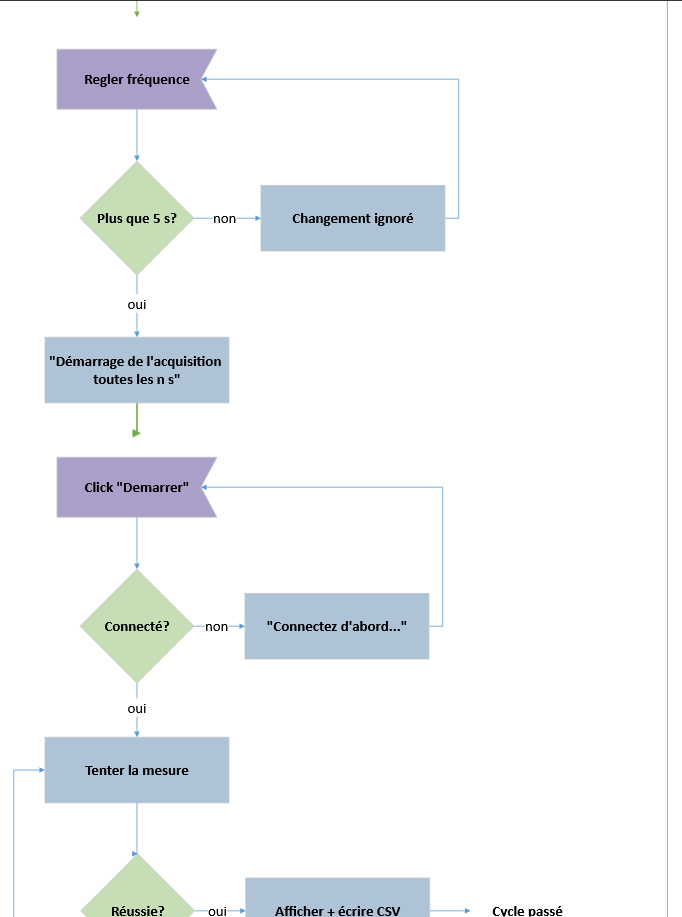 Regler fréquence
Plus que 5 s?
non
Changement ignoré
oui
"Démarrage de l'acquisition
toutes les n s"
Click "Demarrer"
Connecté?
non
"Connectez d'abord..."
oui
Tenter la mesure
Réussie?
oui
Afficher + écrire CSV
Cycle passé